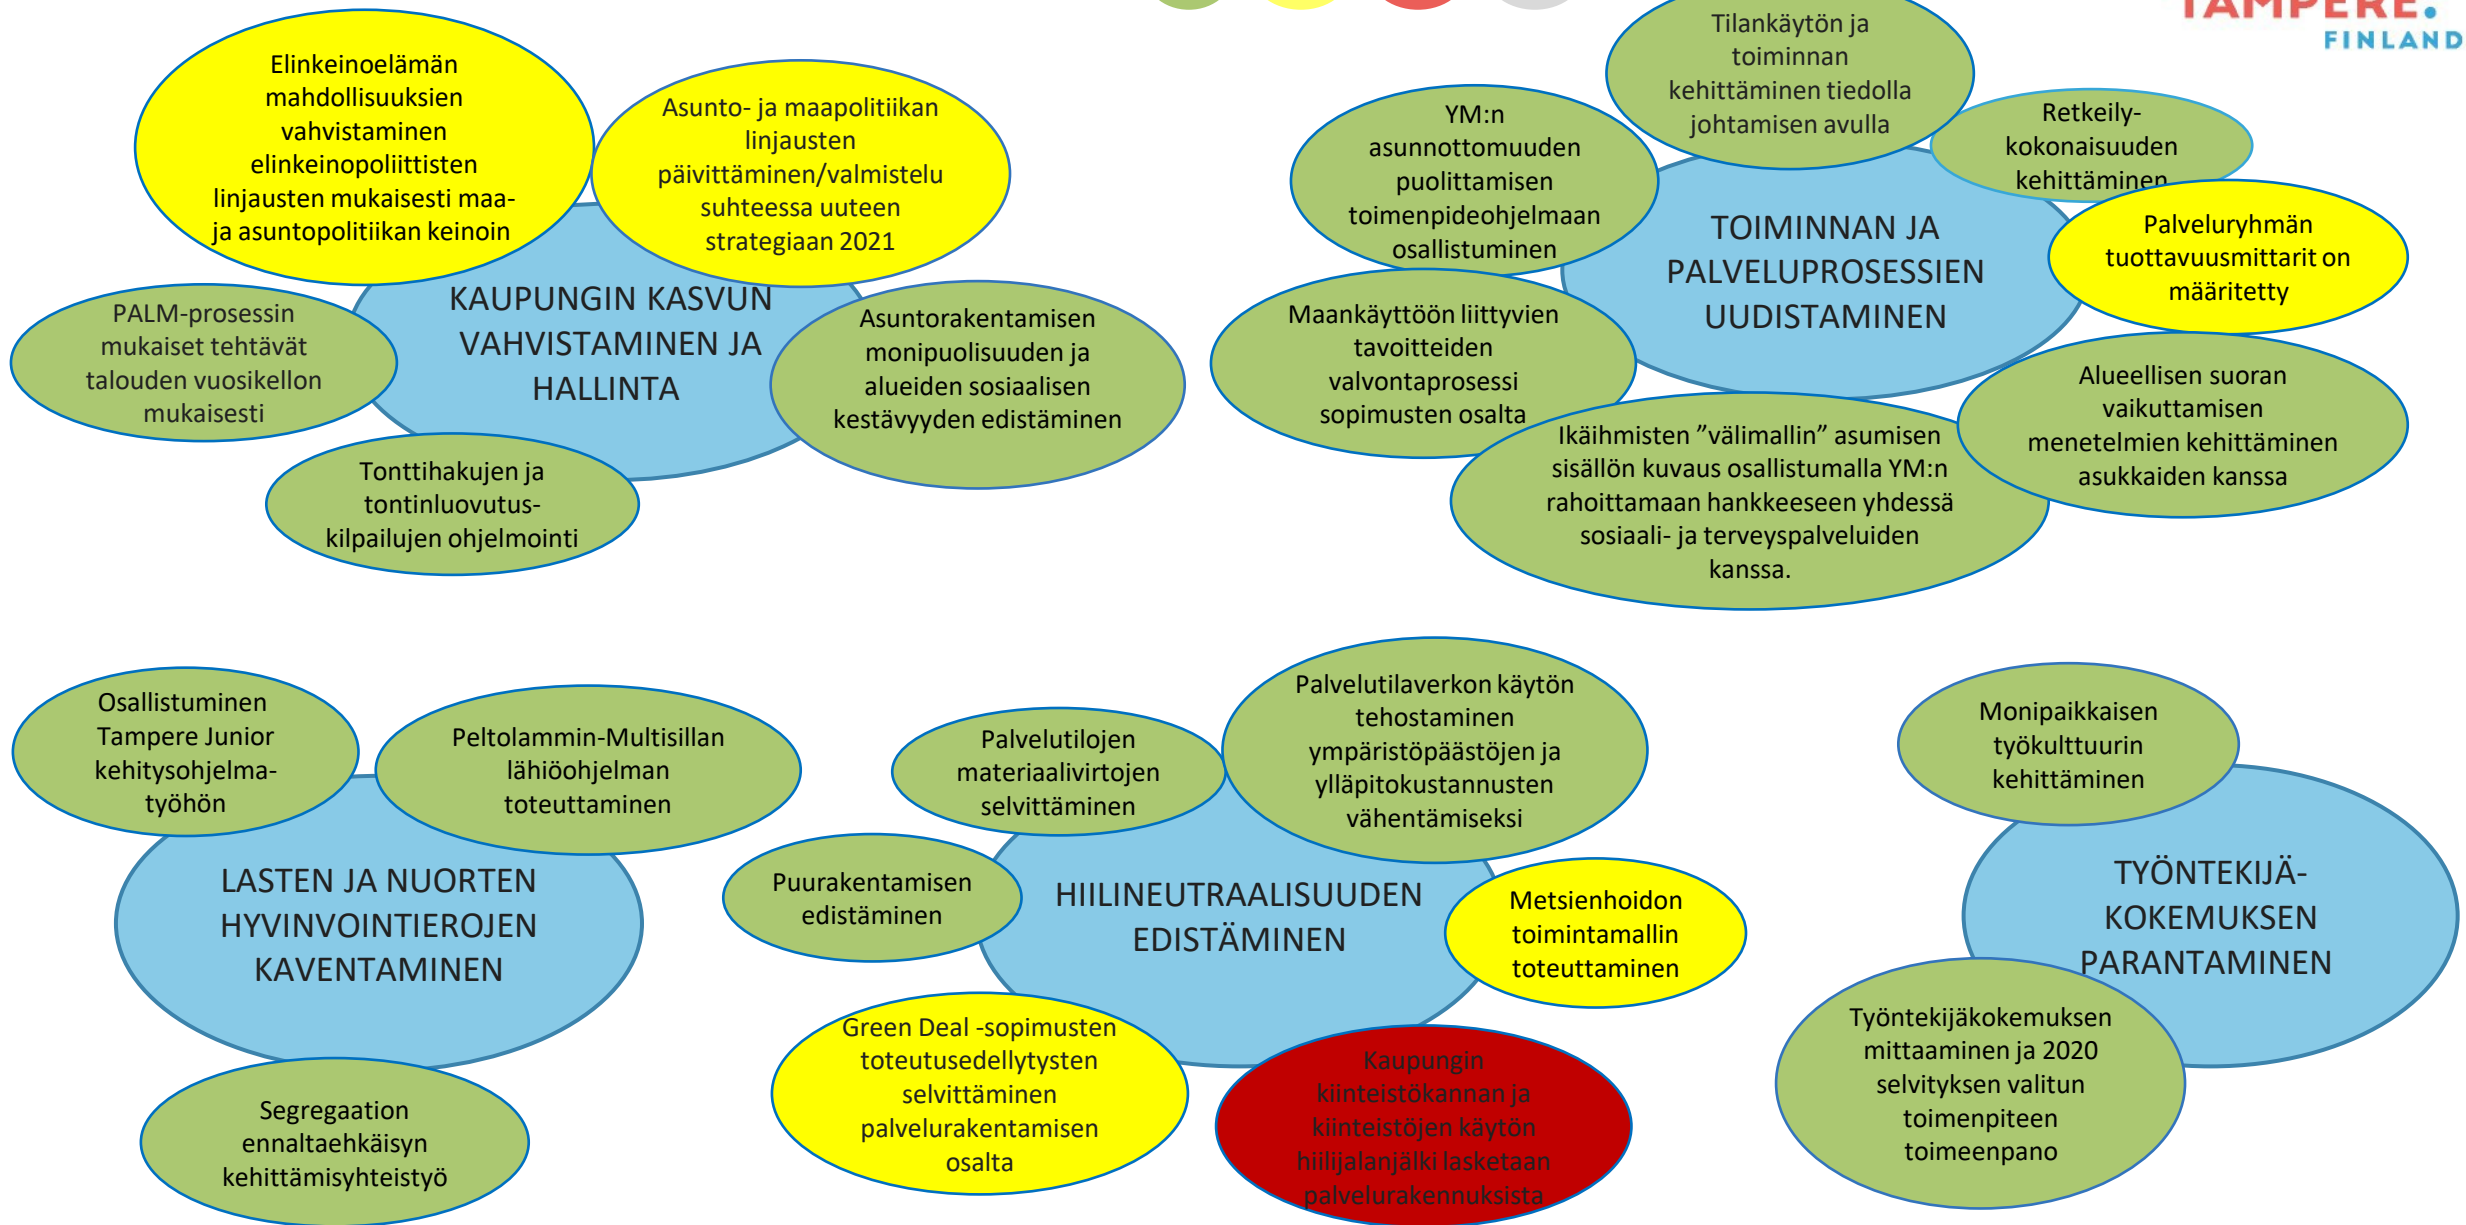 TAMPERE.
FINLAND
Elinkeinoelämän
mahdollisuuksien
vahvistaminen
elinkeinopoliittisten
linjausten mukaisesti maa-
ja asuntopolitiikan keinoin
Asunto- ja maapolitiikan
linjausten
päivittäminen/valmistelu
suhteessa uuteen
strategiaan 2021
PALM-prosessin
mukaiset tehtävät
talouden vuosikellon
mukaisesti
KAUPUNGIN KASVUN
VAHVISTAMINEN JA
HALLINTA
Asuntorakentamisen
monipuolisuuden ja
alueiden sosiaalisen
kestävyyden edistäminen
Tonttihakujen ja
tontinluovutus-
kilpailujen ohjelmointi
Tilankäytön ja
toiminnan
kehittäminen tiedolla
johtamisen avulla
YM:n
asunnottomuuden
puolittamisen
toimenpideohjelmaan
osallistuminen
Retkeily-
kokonaisuuden
kehittäminen
TOIMINNAN JA
PALVELUPROSESSIEN
UUDISTAMINEN
Palveluryhmän
tuottavuusmittarit on
määritetty
Maankäyttöön liittyvien
tavoitteiden
valvontaprosessi
sopimusten osalta
Alueellisen suoran
vaikuttamisen
menetelmien kehittäminen
asukkaiden kanssa
Ikäihmisten ”välimallin” asumisen
sisällön kuvaus osallistumalla YM:n
rahoittamaan hankkeeseen yhdessä
sosiaali- ja terveyspalveluiden
kanssa.
Osallistuminen
Tampere Junior
kehitysohjelma-
työhön
Peltolammin-Multisillan
lähiöohjelman
toteuttaminen
LASTEN JA NUORTEN
HYVINVOINTIEROJEN
KAVENTAMINEN
Segregaation
ennaltaehkäisyn
kehittämisyhteistyö
Palvelutilojen
materiaalivirtojen
selvittäminen
Palvelutilaverkon käytön
tehostaminen
ympäristöpäästöjen ja
ylläpitokustannusten
vähentämiseksi
Puurakentamisen
edistäminen
HIILINEUTRAALISUUDEN
EDISTÄMINEN
Metsienhoidon
toimintamallin
toteuttaminen
Green Deal -sopimusten
toteutusedellytysten
selvittäminen
palvelurakentamisen
osalta
Kaupungin
kiinteistökannan ja
kiinteistöjen käytön
hiilijalanjälki lasketaan
palvelurakennuksista
Monipaikkaisen
työkulttuurin
kehittäminen
TYÖNTEKIJÄ-
KOKEMUKSEN
PARANTAMINEN
Työntekijäkokemuksen
mittaaminen ja 2020
selvityksen valitun
toimenpiteen
toimeenpano